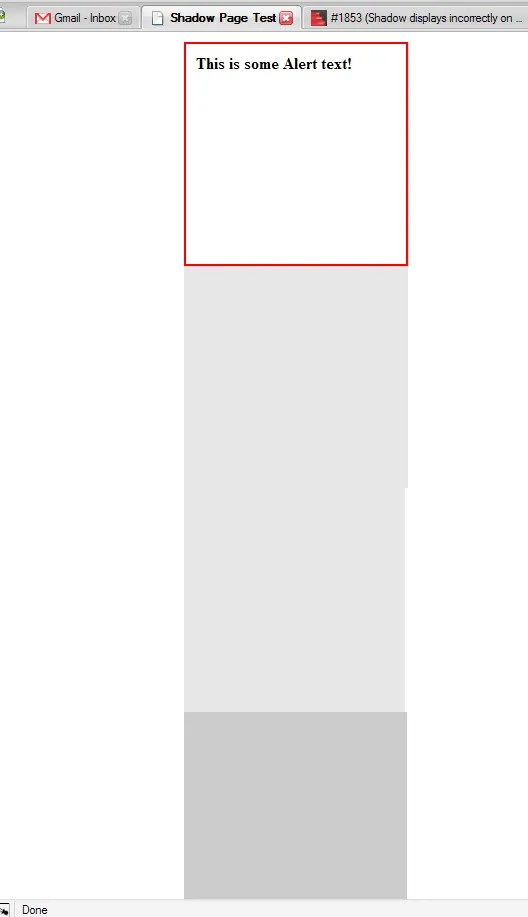 Gmail - Inbox
Shadow Page Test
#1853 (Shadow displays incorrectly on ...
This is some Alert text!
Done